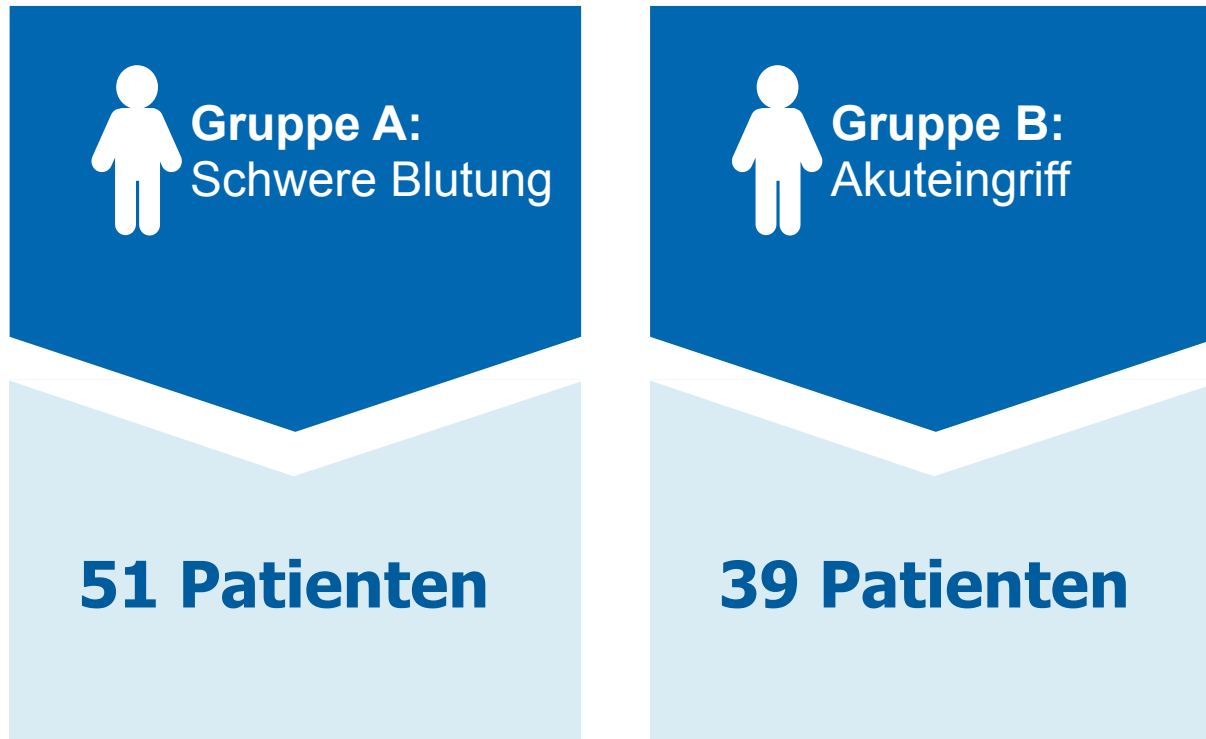 Gruppe A:
Schwere Blutung
51 Patienten
Gruppe B:
Akuteingriff
39 Patienten